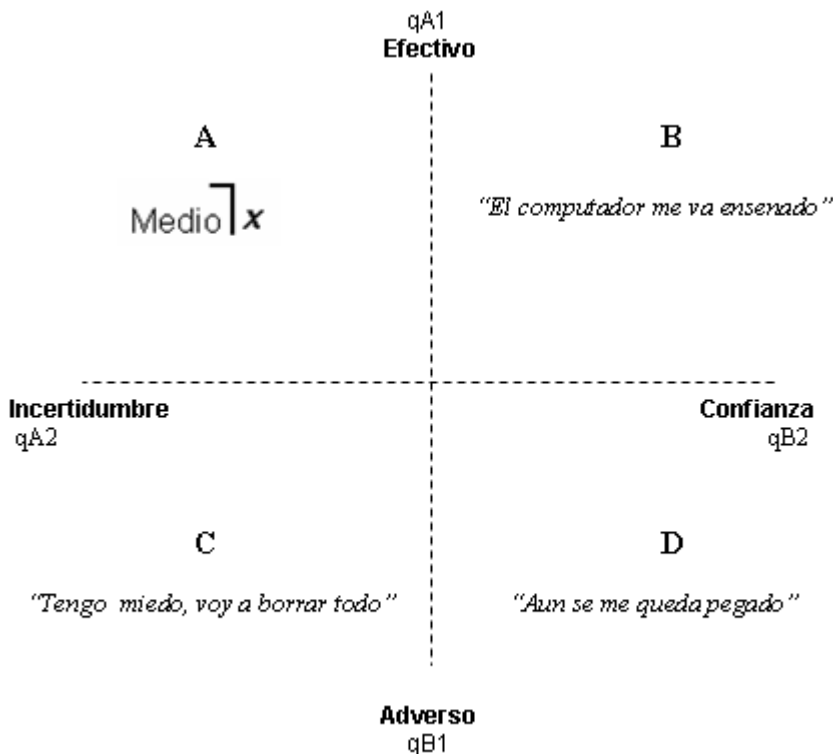 qA1
Efectivo
A
B
Medio x
“El computador me va ensenado”
Incertidumbre
Confianza
qA2
qB2
C
D
“Tengo miedo, voy a borrar todo”
“Aun se me queda pegado”
Adverso
qB1